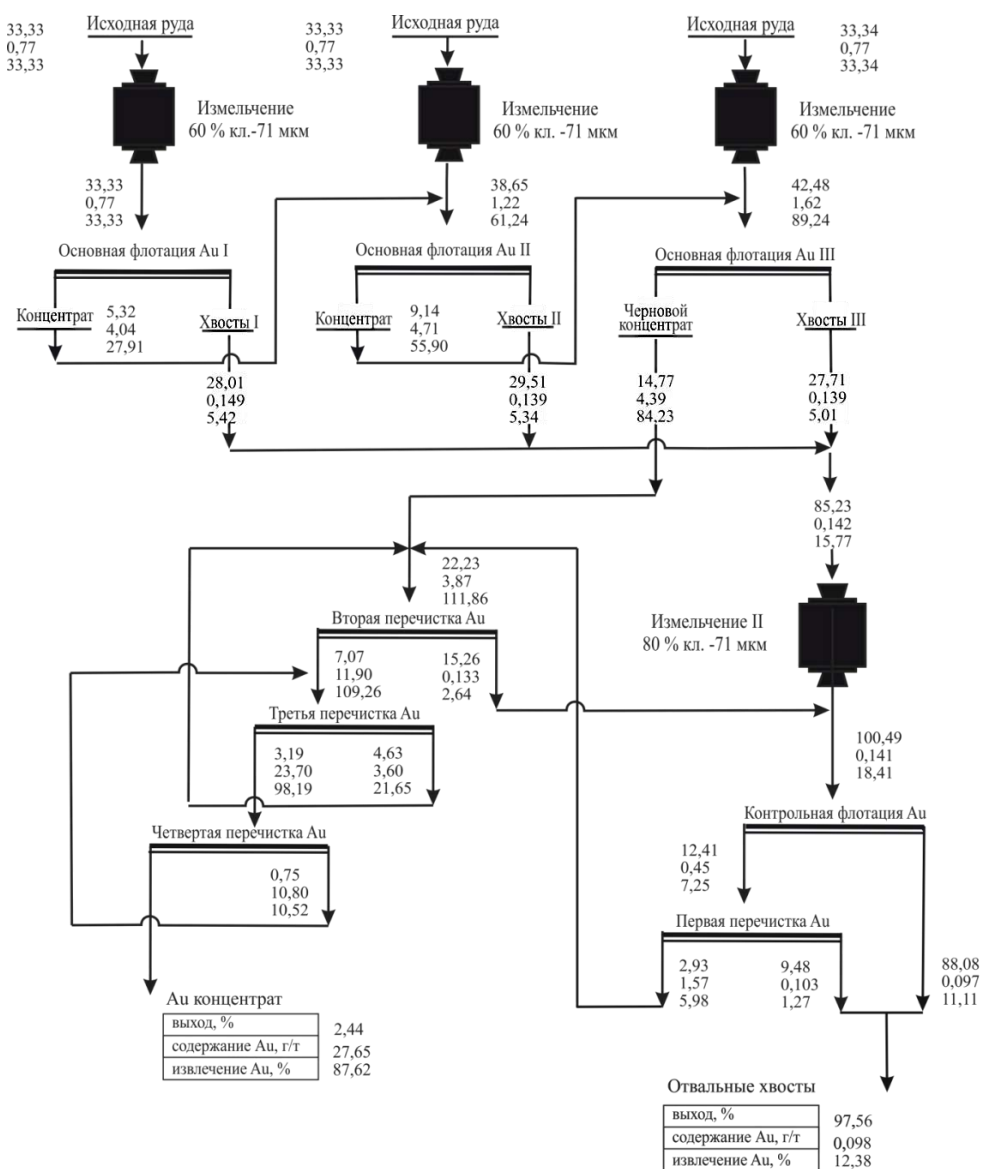 33,33
0,77
33,33
Исходная руда
33,33
0,77
33,33
Исходная руда
Исходная руда
33,34
0,77
33,34
Измельчение
60 % кл.-71 мкм
Измельчение
60 % кл.-71 мкм
Измельчение
60 % кл.-71 мкм
33,33
0,77
33,33
38,65
1,22
61,24
42,48
1,62
89,24
Основная флотация Au I
Основная флотация Au II
Основная флотация Au III
Концентрат
5,32
4,04
27,91
Хвосты I
Концентрат
9,14
4,71
55,90
Хвосты II
Черновой
концентрат
Хвосты III
28,01
0,149
5,42
29,51
0,139
5,34
14,77
4,39
84,23
27,71
0,139
5,01
85,23
0,142
15,77
22,23
3,87
111,86
Вторая перечистка Au
Измельчение II
80 % кл. -71 мкм
7,07
11,90
109,26
15,26
0,133
2,64
Третья перечистка Au
3,19
23,70
98,19
4,63
3,60
21,65
100,49
0,141
18,41
Контрольная флотация Au
Четвертая перечистка Au
12,41
0,45
7,25
0,75
10,80
10,52
Первая перечистка Au
2,93
1,57
5,98
9,48
0,103
1,27
88,08
0,097
11,11
Au концентрат
выход, % 2,44
содержание Au, г/т 27,65
извлечение Au, % 87,62
Отвальные хвосты
выход, % 97,56
содержание Au, г/т 0,098
извлечение Au, % 12,38